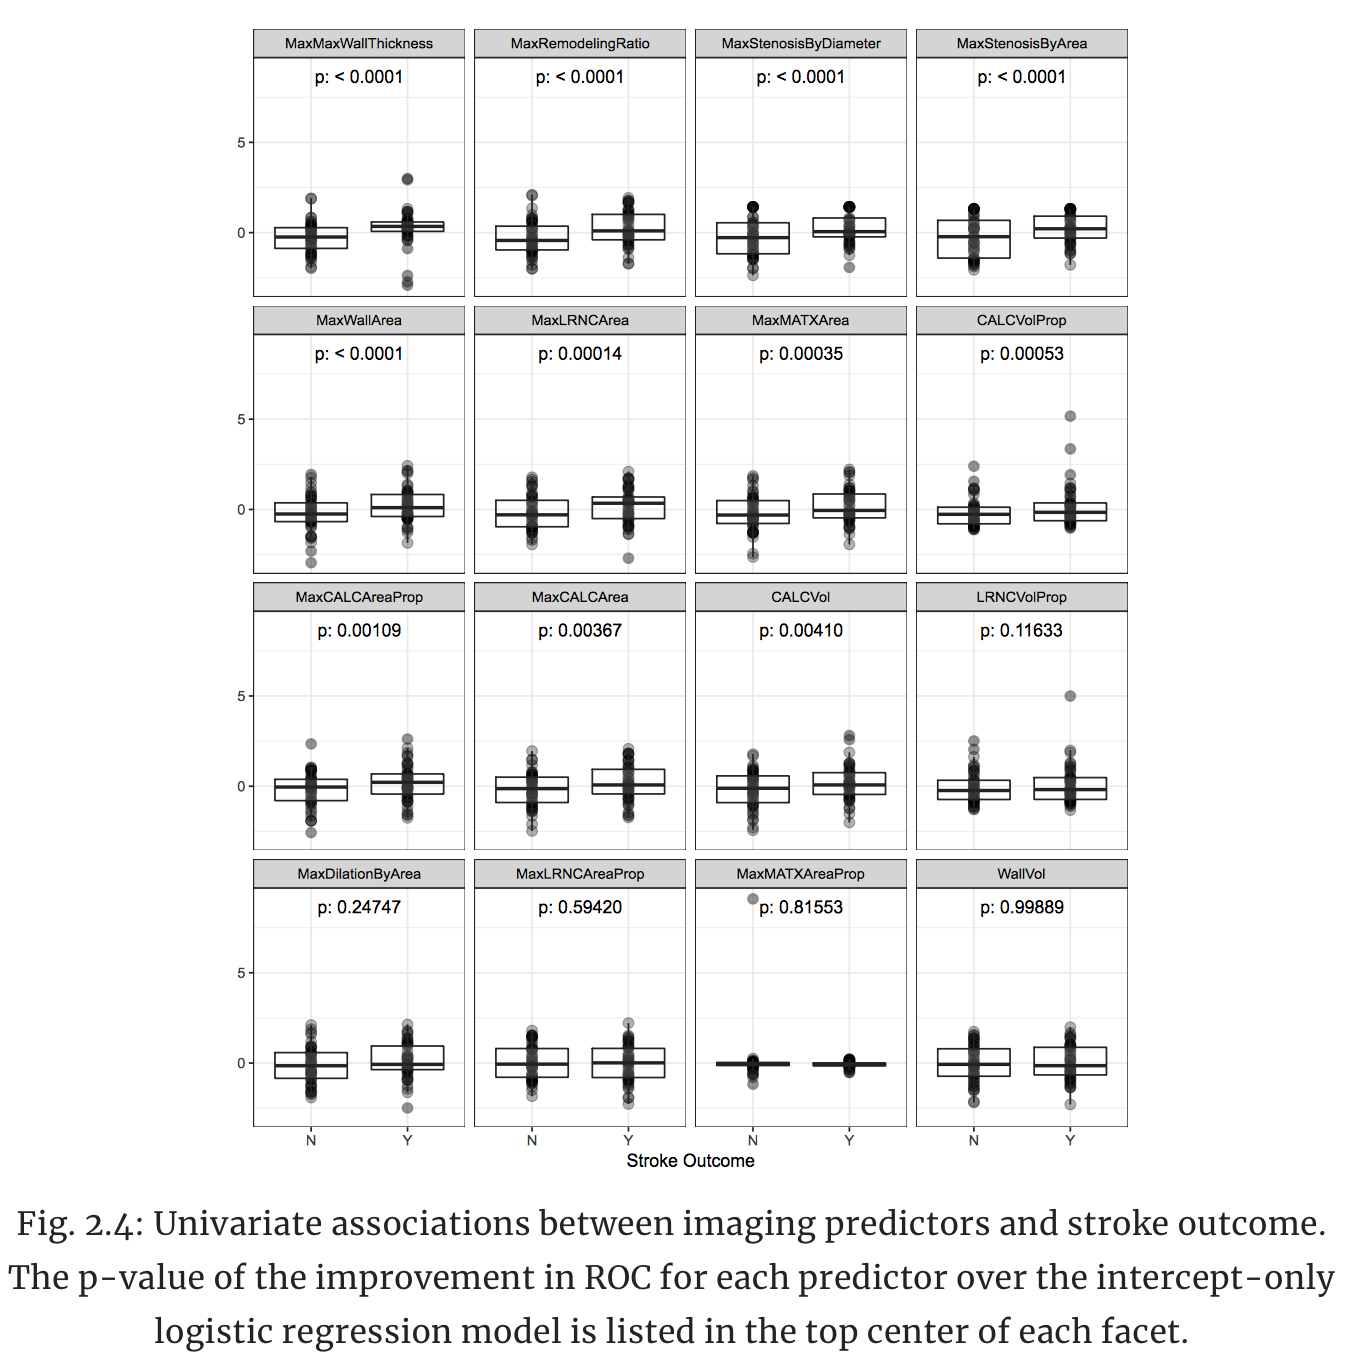 MaxMaxWallThickness MaxRemodelingRatio MaxStenosisByDiameter MaxStenosisByArea
p: < 0.0001 p: < 0.0001 p: < 0.0001 p: < 0.0001
5
0
MaxWallArea MaxLRNCArea MaxMATXArea CALCVolProp
p: < 0.0001 p: 0.00014 p: 0.00035 p: 0.00053
5
0
MaxCALCAreaProp MaxCALCArea CALCVol LRNCVolProp
p: 0.00109 p: 0.00367 p: 0.00410 p: 0.11633
5
0
MaxDilationByArea MaxLRNCAreaProp MaxMATXAreaProp WallVol
p: 0.24747 p: 0.59420 p: 0.81553 p: 0.99889
5
0
N Y N Y N Y N Y
Stroke Outcome
Fig. 2.4: Univariate associations between imaging predictors and stroke outcome.
The p-value of the improvement in ROC for each predictor over the intercept-only
logistic regression model is listed in the top center of each facet.